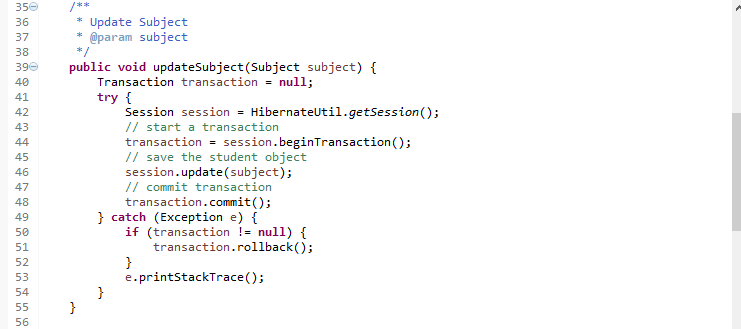 35 /**
36 * Update Subject
37 * @param subject
38 */
39 public void updateSubject(Subject subject) {
40 Transaction transaction = null;
41 try {
42 Session session = HibernateUtil.getSession();
43 // start a transaction
44 transaction = session.beginTransaction();
45 // save the student object
46 session.update(subject);
47 // commit transaction
48 transaction.commit();
49 } catch (Exception e) {
50 if (transaction != null) {
51 transaction.rollback();
52 }
53 e.printStackTrace();
54 }
55 }
56